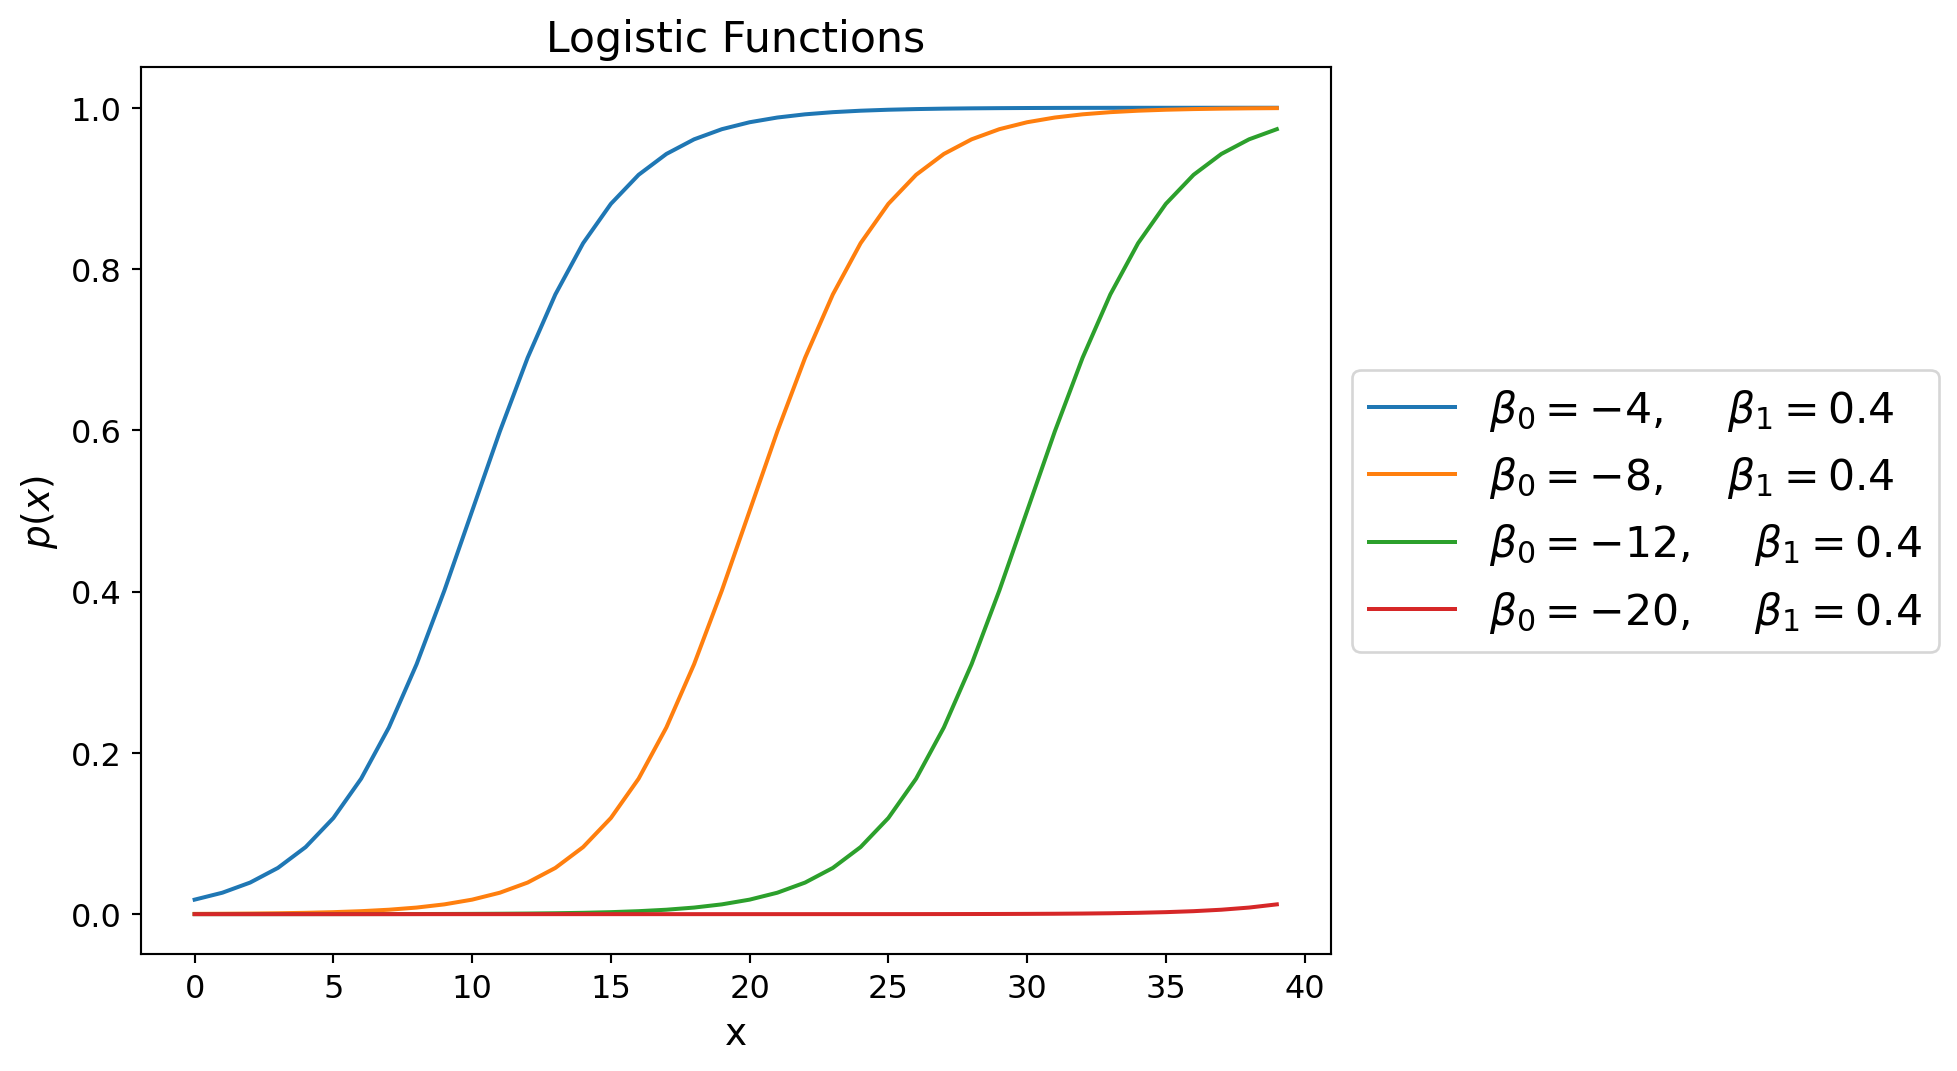 Logistic Functions
1.0
0.8
0.6
0.4
0.2
0.0
p(x)
0 5 10 15 20 25 30 35 40
x
β₀ = −4, β₁ = 0.4
β₀ = −8, β₁ = 0.4
β₀ = −12, β₁ = 0.4
β₀ = −20, β₁ = 0.4